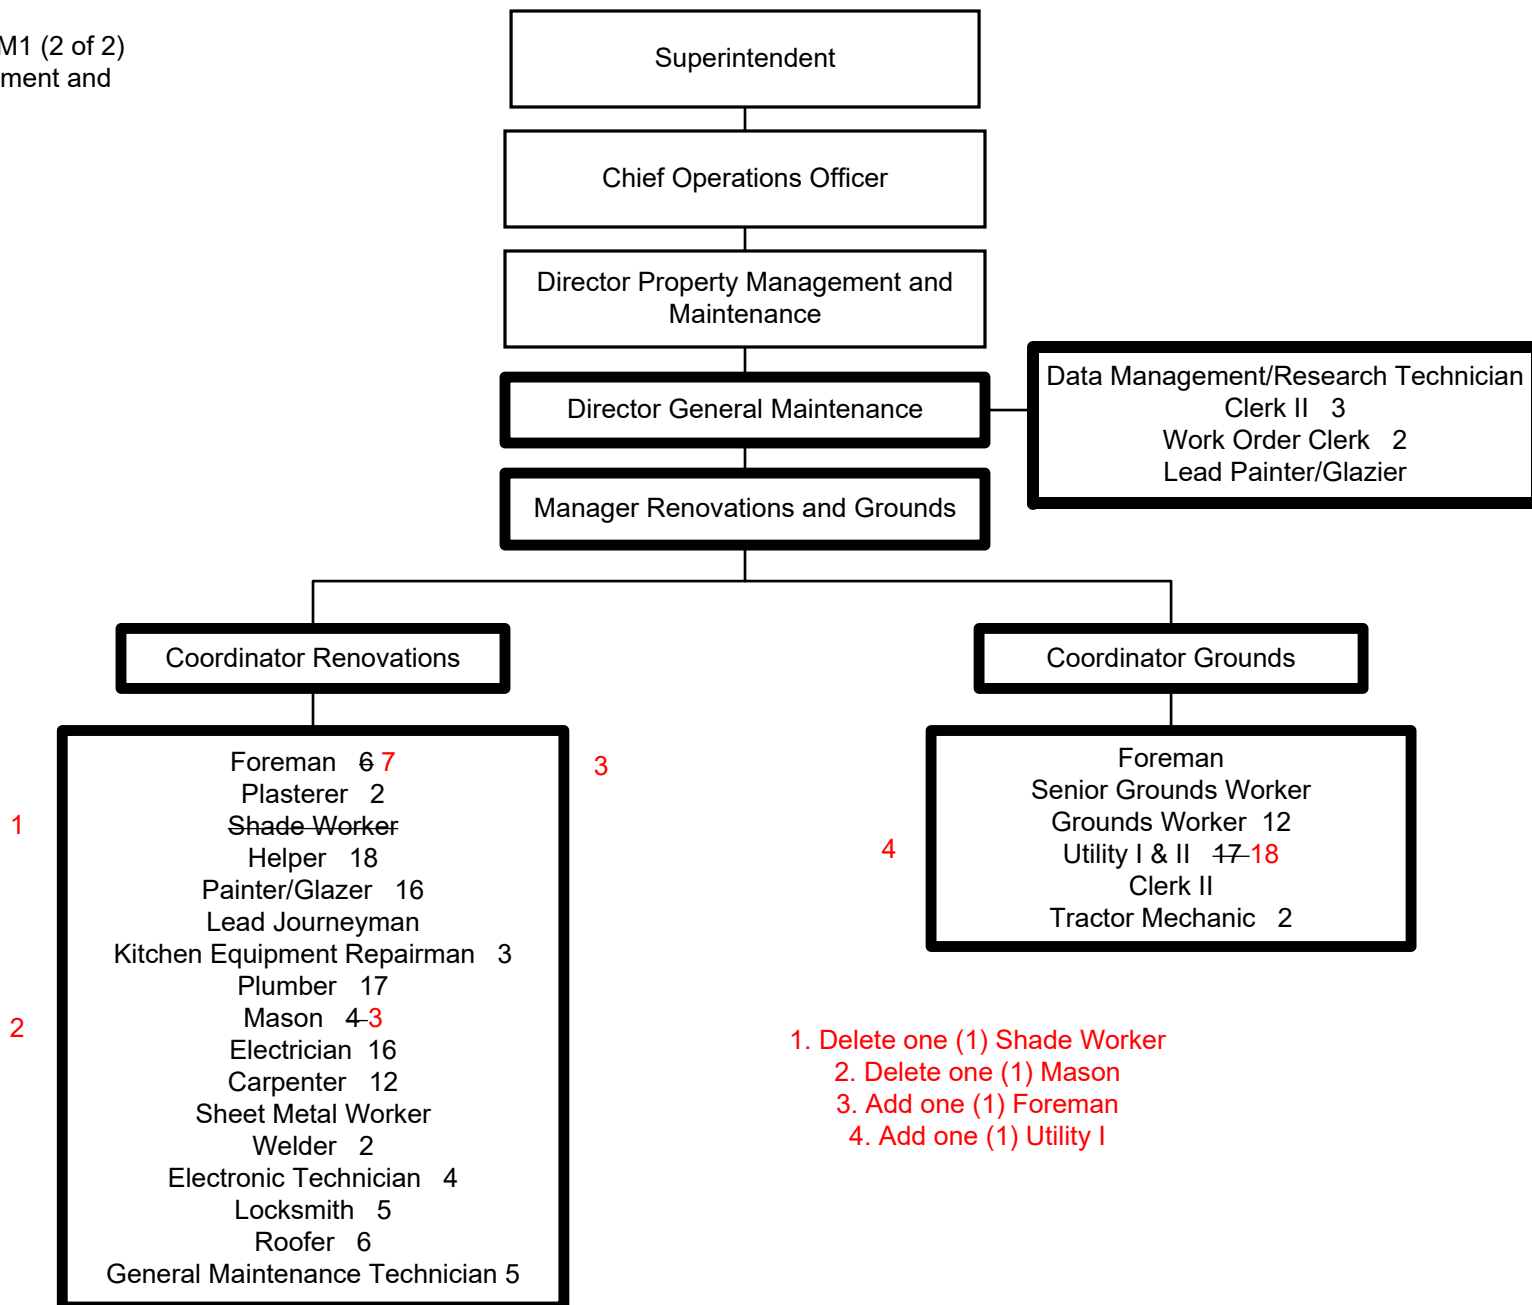 M1 (2 of 2)
ment and
Superintendent
Chief Operations Officer
Director Property Management and
Maintenance
Director General Maintenance
Data Management/Research Technician
Clerk II 3
Work Order Clerk 2
Lead Painter/Glazier
Manager Renovations and Grounds
Coordinator Renovations
Coordinator Grounds
Foreman 6 7
3
Plasterer 2
1
Shade Worker
Helper 18
Painter/Glazer 16
Lead Journeyman
Kitchen Equipment Repairman 3
Plumber 17
2
Mason 4 3
Electrician 16
Carpenter 12
Sheet Metal Worker
Welder 2
Electronic Technician 4
Locksmith 5
Roofer 6
General Maintenance Technician 5
Foreman
Senior Grounds Worker
Grounds Worker 12
4
Utility I & II 17 18
Clerk II
Tractor Mechanic 2
1. Delete one (1) Shade Worker
2. Delete one (1) Mason
3. Add one (1) Foreman
4. Add one (1) Utility I